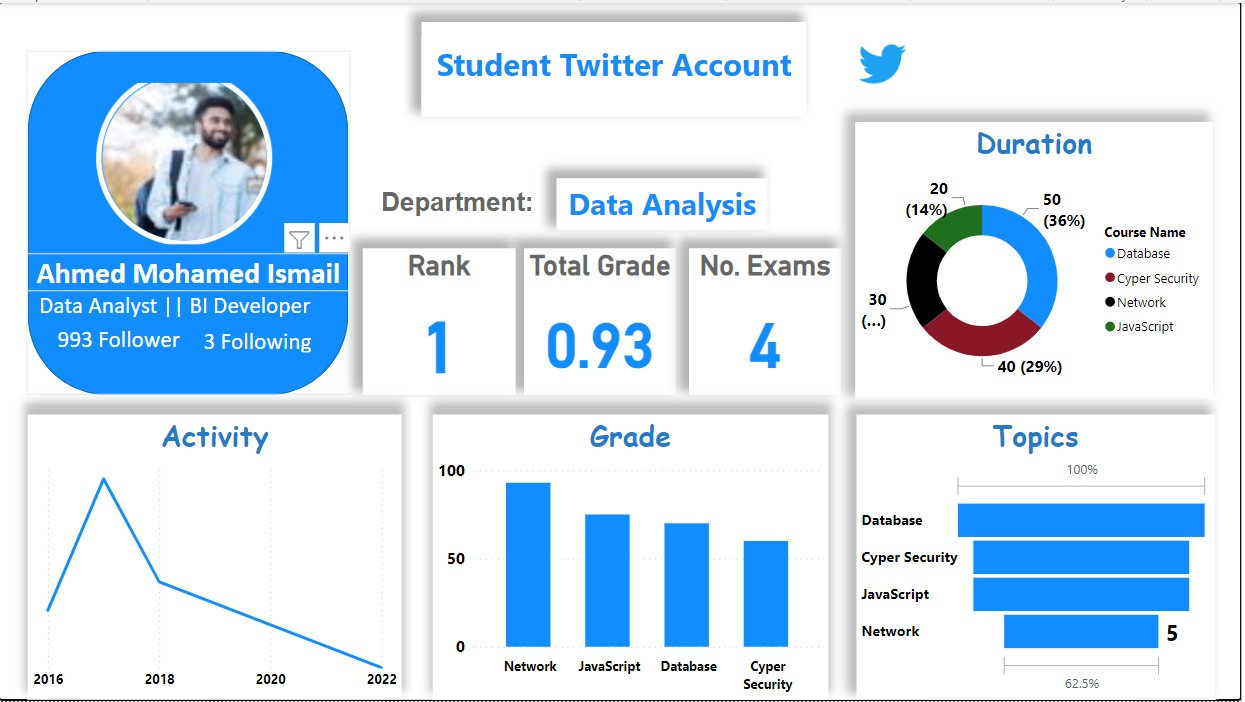 Student Twitter Account
Ahmed Mohamed Ismail
Data Analyst || BI Developer
993 Follower 3 Following
Department: Data Analysis
Rank
1
Total Grade
0.93
No. Exams
4
Duration
20
(14%)
50
(36%)
30
(...)
40 (29%)
Course Name
Database
Cyper Security
Network
JavaScript
Activity
2016 2018 2020 2022
Grade
100
50
0
Network JavaScript Database Cyper
Security
Topics
100%
Database
Cyper Security
JavaScript
Network 5
62.5%